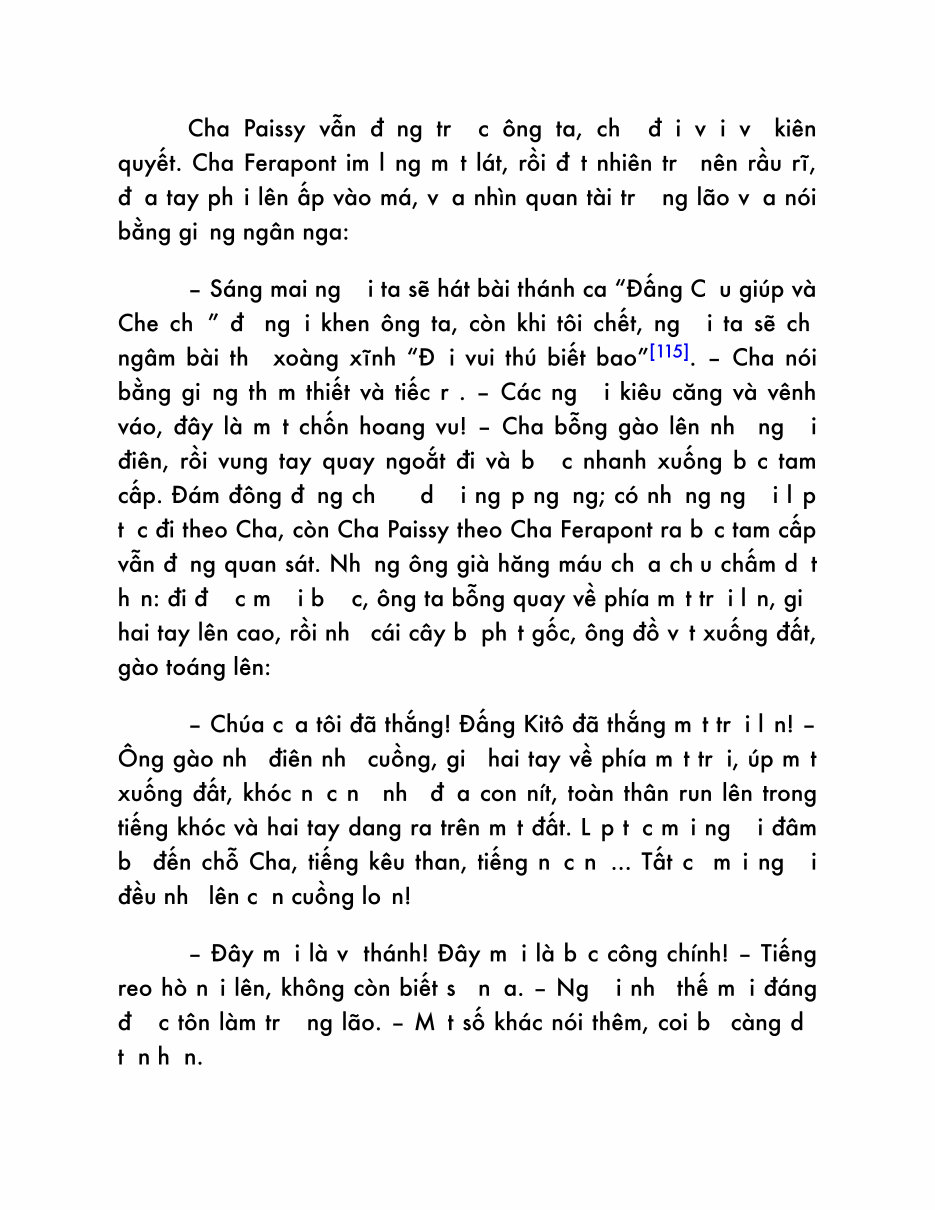 Cha Paissy vẫn đ ng tr  c ông ta, ch  đ i v i v  kiên
quyết. Cha Ferapont im l ng m t lát, rồi đ t nhiên tr  nên rầu rĩ,
đ a tay ph i lên ấp vào má, v a nhìn quan tài tr  ng lão v a nói
bằng gi ng ngân nga:
– Sáng mai ng  i ta sẽ hát bài thánh ca “Đấng C u giúp và
Che ch ” đ  ng i khen ông ta, còn khi tôi chết, ng  i ta sẽ ch
ngâm bài th  xoàng xĩnh “Đ i vui thú biết bao”[115]. – Cha nói
bằng gi ng th m thiết và tiếc r . – Các ng  i kiêu căng và vênh
váo, đây là m t chốn hoang vu! – Cha bỗng gào lên nh  ng  i
điên, rồi vung tay quay ngoắt đi và b  c nhanh xuống b c tam
cấp. Đám đông đ ng ch  d  i ng p ng ng; có nh ng ng  i l p
t c đi theo Cha, còn Cha Paissy theo Cha Ferapont ra b c tam cấp
vẫn đ ng quan sát. Nh ng ông già hăng máu ch a ch u chấm d t
h n: đi đ  c m  i b  c, ông ta bỗng quay về phía m t tr i l n, gi
hai tay lên cao, rồi nh  cái cây b  ph t gốc, ông đồ v t xuống đất,
gào toáng lên:
– Chúa c a tôi đã thắng! Đấng Kitô đã thắng m t tr i l n! –
Ông gào nh  điên nh  cuồng, gi  hai tay về phía m t tr i, úp m t
xuống đất, khóc n c n  nh  đ a con nít, toàn thân run lên trong
tiếng khóc và hai tay dang ra trên m t đất. L p t c m i ng  i đâm
b  đến chỗ Cha, tiếng kêu than, tiếng n c n ... Tất c  m i ng  i
đều nh  lên c n cuồng lo n!
– Đây m i là v  thánh! Đây m i là b c công chính! – Tiếng
reo hò n i lên, không còn biết s  n a. – Ng  i nh  thế m i đáng
đ  c tôn làm tr  ng lão. – M t số khác nói thêm, coi b  càng d
t n h n.